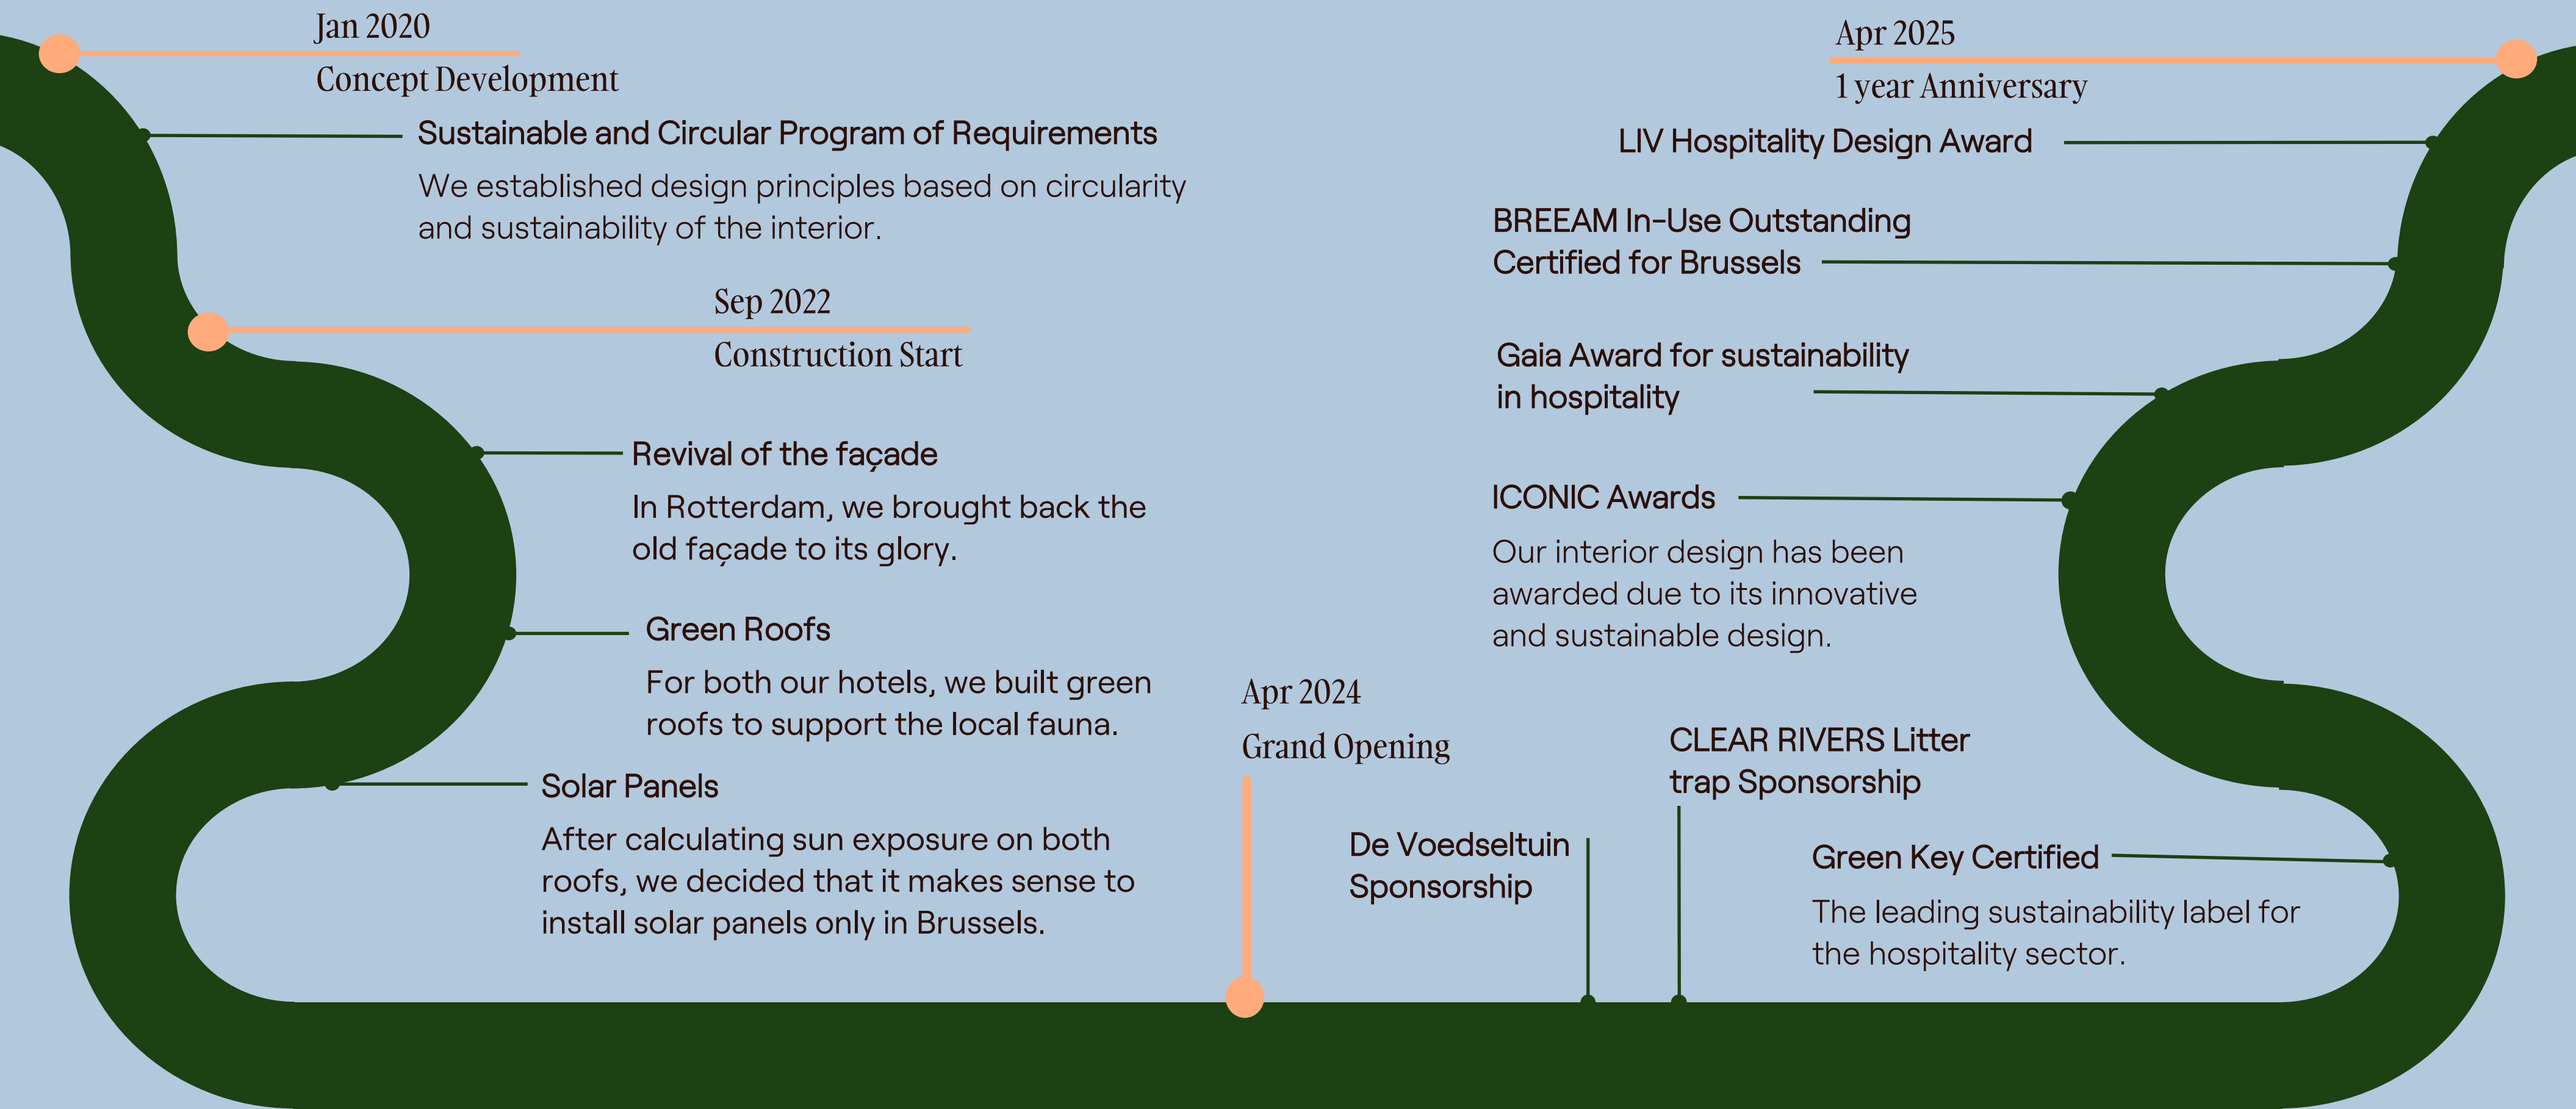 Jan 2020
Concept Development
Sustainable and Circular Program of Requirements
We established design principles based on circularity
and sustainability of the interior.
Sep 2022
Construction Start
Revival of the façade
In Rotterdam, we brought back the
old façade to its glory.
Green Roofs
For both our hotels, we built green
roofs to support the local fauna.
Solar Panels
After calculating sun exposure on both
roofs, we decided that it makes sense to
install solar panels only in Brussels.
Apr 2024
Grand Opening
De Voedseltuin
Sponsorship
CLEAR RIVERS Litter
trap Sponsorship
Green Key Certified
The leading sustainability label for
the hospitality sector.
ICONIC Awards
Our interior design has been
awarded due to its innovative
and sustainable design.
Gaia Award for sustainability
in hospitality
BREEAM In-Use Outstanding
Certified for Brussels
LIV Hospitality Design Award
Apr 2025
1 year Anniversary